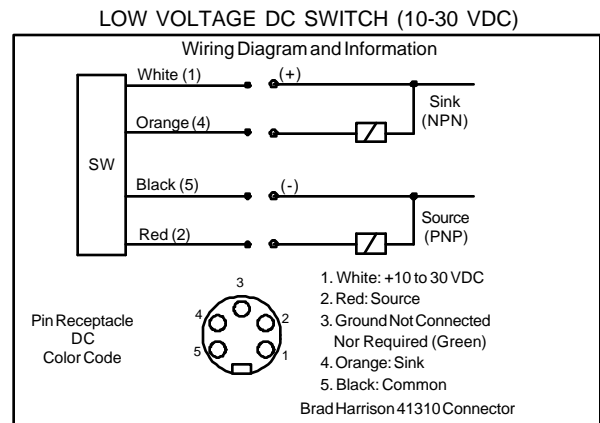 LOW VOLTAGE DC SWITCH (10-30 VDC)
Wiring Diagram and Information
White (1)
(+)
Sink
(NPN)
Orange (4)
SW
Black (5)
(-)
Source
(PNP)
Red (2)
3
4
2
5
1
Pin Receptacle
DC
Color Code
1. White: +10 to 30 VDC
2. Red: Source
3. Ground Not Connected
Nor Required (Green)
4. Orange: Sink
5. Black: Common
Brad Harrison 41310 Connector